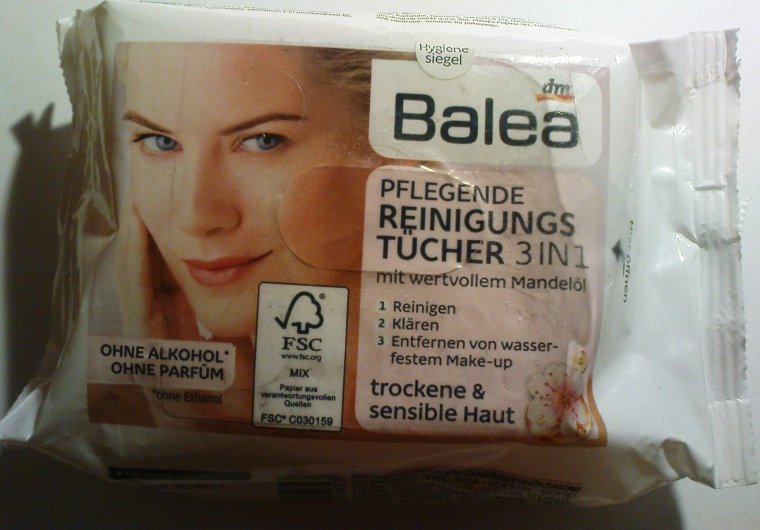 Hygiene
siegel
dm
Balea
PFLEGENDE
REINIGUNGS
TÜCHER 3 IN 1
mit wertvollem Mandelöl
1 Reinigen
2 Klären
3 Entfernen von wasser-
festem Make-up
trockene &
sensible Haut
OHNE ALKOHOL*
OHNE PARFÜM
*ohne Ethanol
FSC
www.fsc.org
MIX
Papier aus
verantwortungsvollen
Quellen
FSC® C030159
Hier öffnen